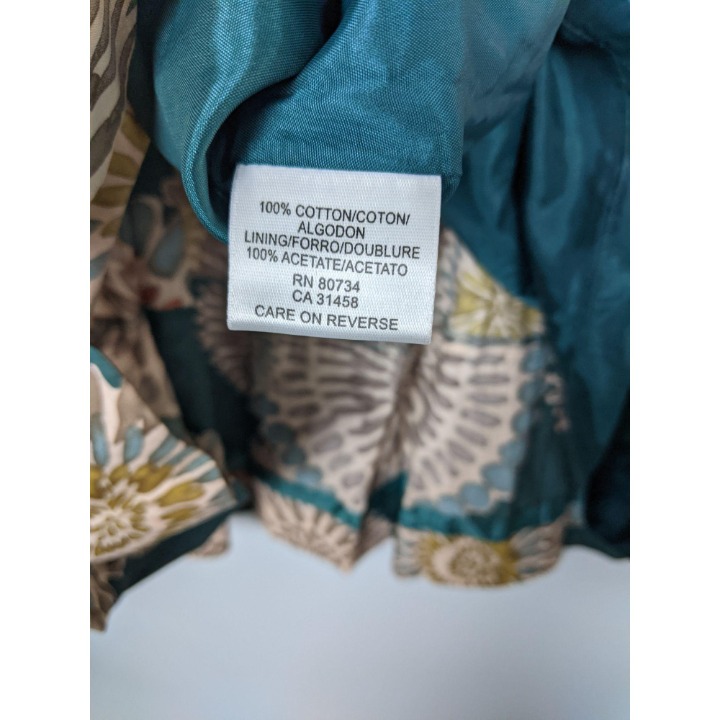 100% COTTON/COTON/
ALGODON
LINING/FORRO/DOUBLURE
100% ACETATE/ACETATO
RN 80734
CA 31458
CARE ON REVERSE